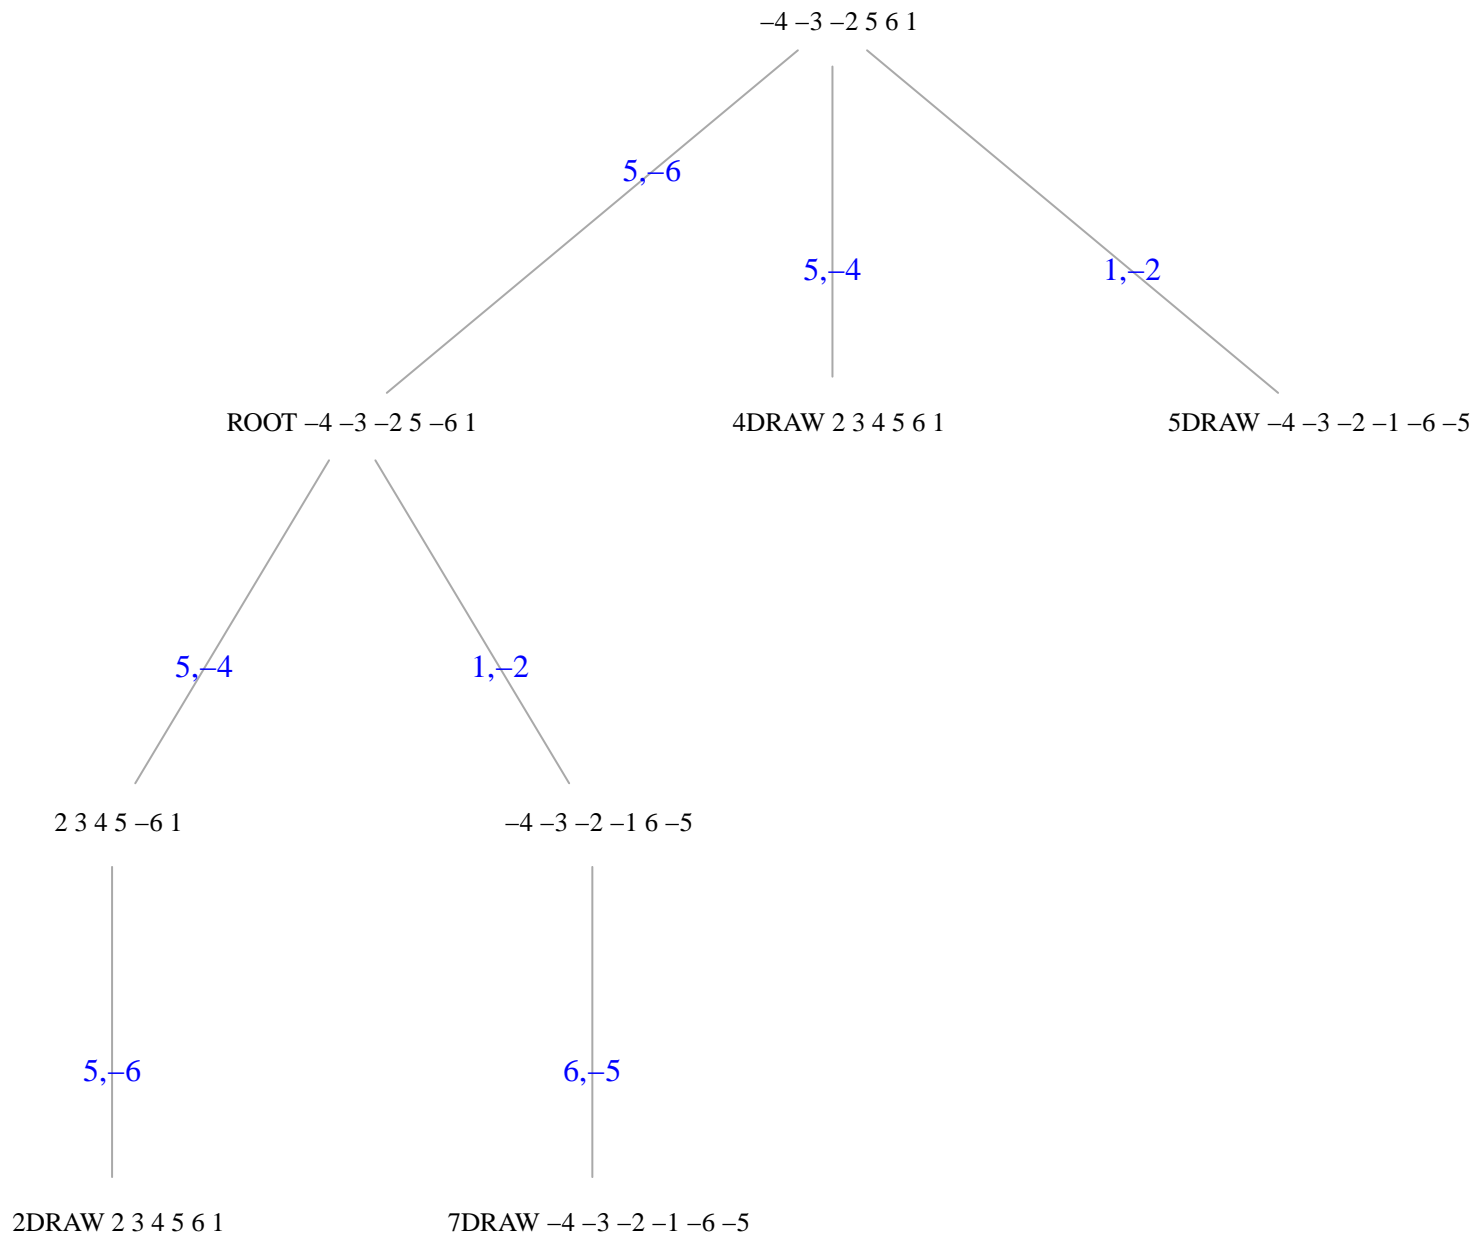 –4 –3 –2 5 6 1
5,–6
5,–4
1,–2
ROOT –4 –3 –2 5 –6 1
4DRAW 2 3 4 5 6 1
5DRAW –4 –3 –2 –1 –6 –5
5,–4
1,–2
2 3 4 5 –6 1
–4 –3 –2 –1 6 –5
5,–6
6,–5
2DRAW 2 3 4 5 6 1
7DRAW –4 –3 –2 –1 –6 –5